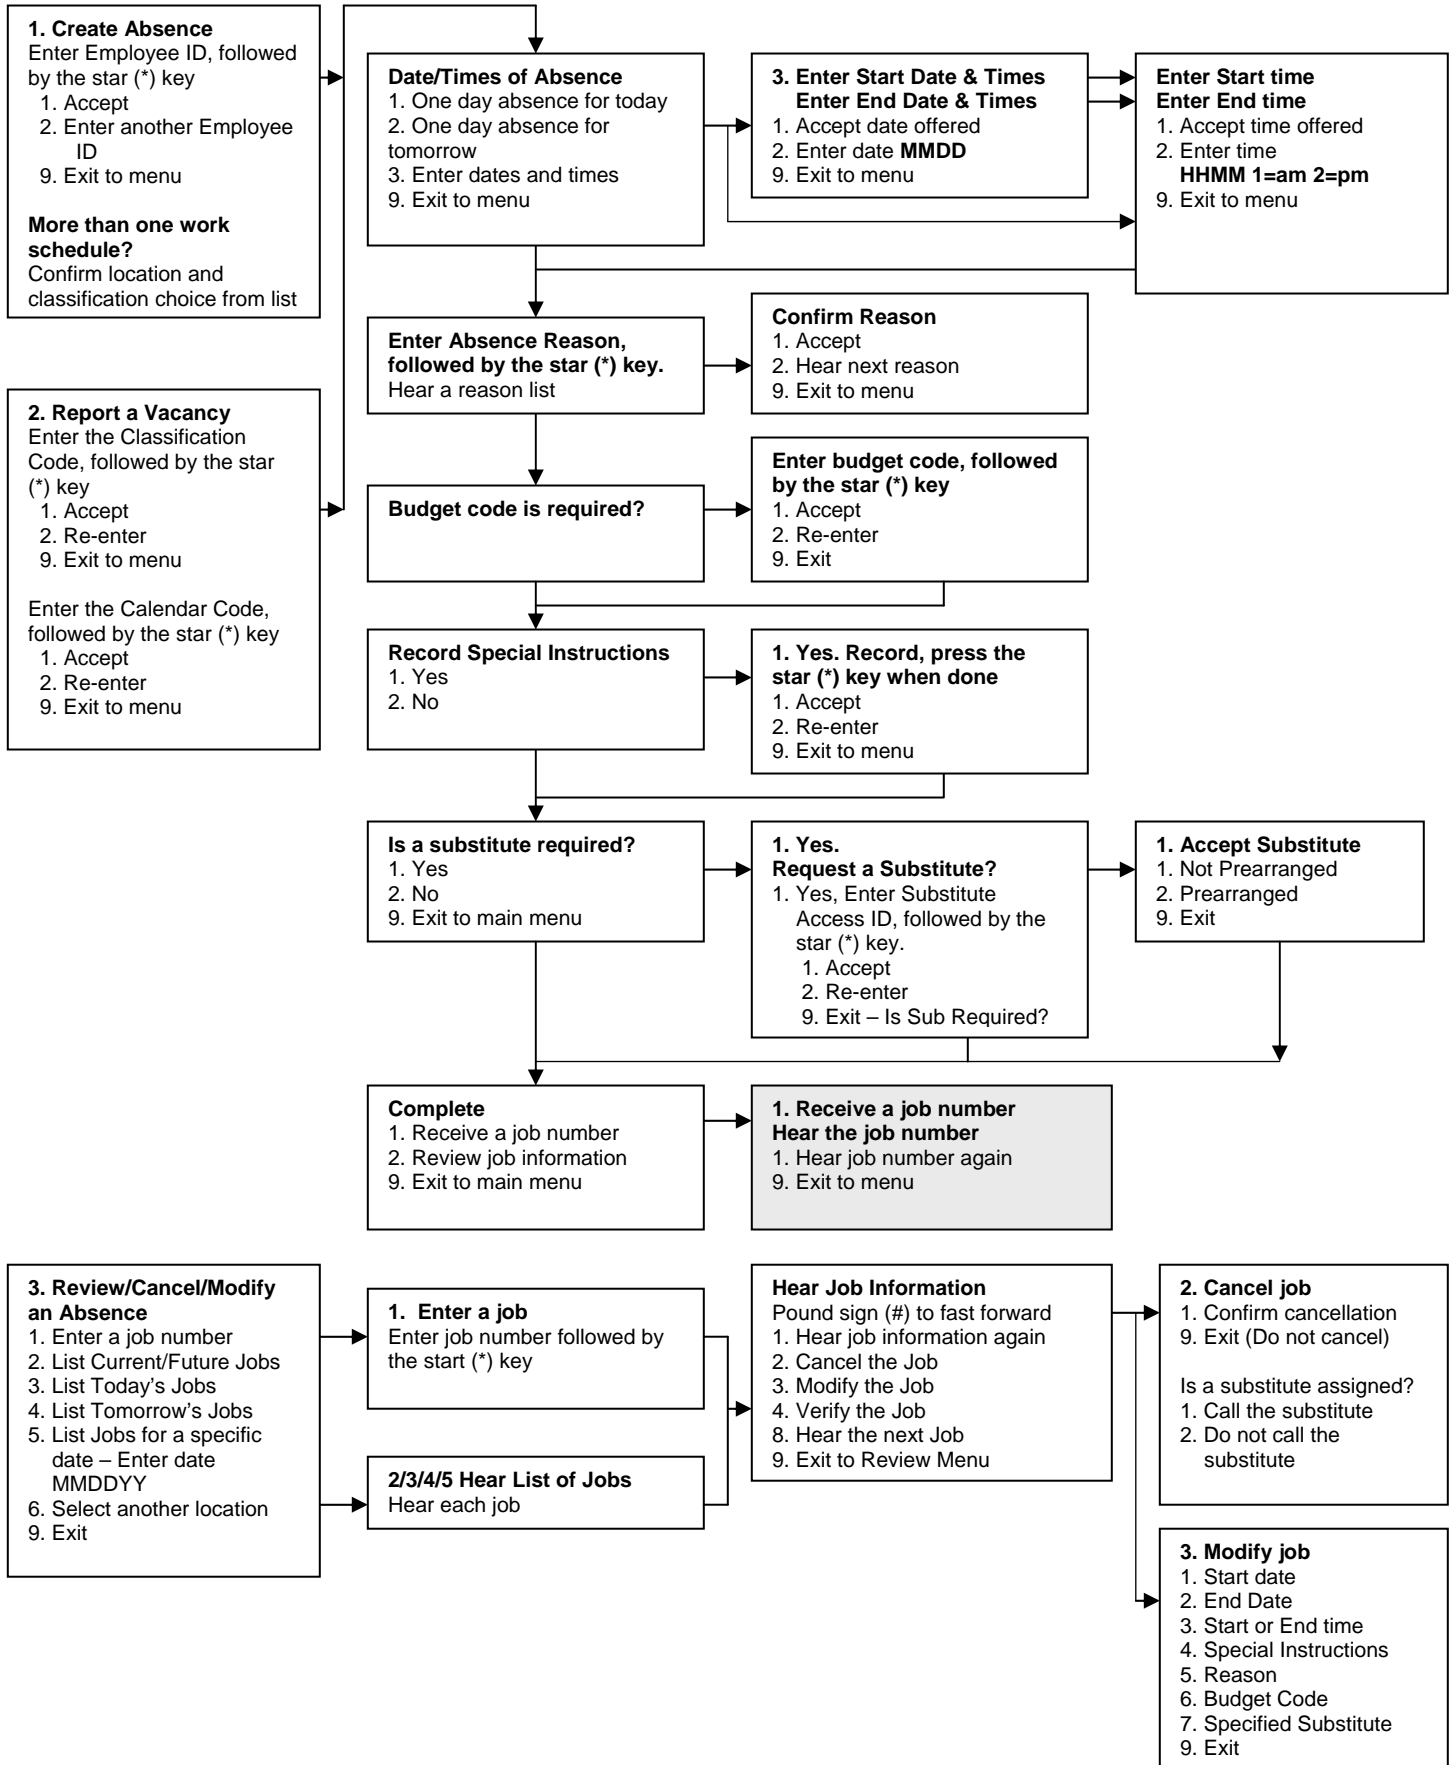 1. Create Absence
Enter Employee ID, followed
by the star (*) key
1. Accept
2. Enter another Employee
ID
9. Exit to menu
More than one work
schedule?
Confirm location and
classification choice from list
Date/Times of Absence
1. One day absence for today
2. One day absence for
tomorrow
3. Enter dates and times
9. Exit to menu
3. Enter Start Date & Times
Enter End Date & Times
1. Accept date offered
2. Enter date MMDD
9. Exit to menu
Enter Start time
Enter End time
1. Accept time offered
2. Enter time
HHMM 1=am 2=pm
9. Exit to menu
Enter Absence Reason,
followed by the star (*) key.
Hear a reason list
Confirm Reason
1. Accept
2. Hear next reason
9. Exit to menu
2. Report a Vacancy
Enter the Classification
Code, followed by the star
(*) key
1. Accept
2. Re-enter
9. Exit to menu
Enter the Calendar Code,
followed by the star (*) key
1. Accept
2. Re-enter
9. Exit to menu
Budget code is required?
Enter budget code, followed
by the star (*) key
1. Accept
2. Re-enter
9. Exit
Record Special Instructions
1. Yes
2. No
1. Yes. Record, press the
star (*) key when done
1. Accept
2. Re-enter
9. Exit to menu
Is a substitute required?
1. Yes
2. No
9. Exit to main menu
1. Yes.
Request a Substitute?
1. Yes, Enter Substitute
Access ID, followed by the
star (*) key.
1. Accept
2. Re-enter
9. Exit – Is Sub Required?
1. Accept Substitute
1. Not Prearranged
2. Prearranged
9. Exit
Complete
1. Receive a job number
2. Review job information
9. Exit to main menu
1. Receive a job number
Hear the job number
1. Hear job number again
9. Exit to menu
3. Review/Cancel/Modify
an Absence
1. Enter a job number
2. List Current/Future Jobs
3. List Today's Jobs
4. List Tomorrow's Jobs
5. List Jobs for a specific
date – Enter date
MMDDYY
6. Select another location
9. Exit
1. Enter a job
Enter job number followed by
the start (*) key
2/3/4/5 Hear List of Jobs
Hear each job
Hear Job Information
Pound sign (#) to fast forward
1. Hear job information again
2. Cancel the Job
3. Modify the Job
4. Verify the Job
8. Hear the next Job
9. Exit to Review Menu
2. Cancel job
1. Confirm cancellation
9. Exit (Do not cancel)
Is a substitute assigned?
1. Call the substitute
2. Do not call the
substitute
3. Modify job
1. Start date
2. End Date
3. Start or End time
4. Special Instructions
5. Reason
6. Budget Code
7. Specified Substitute
9. Exit